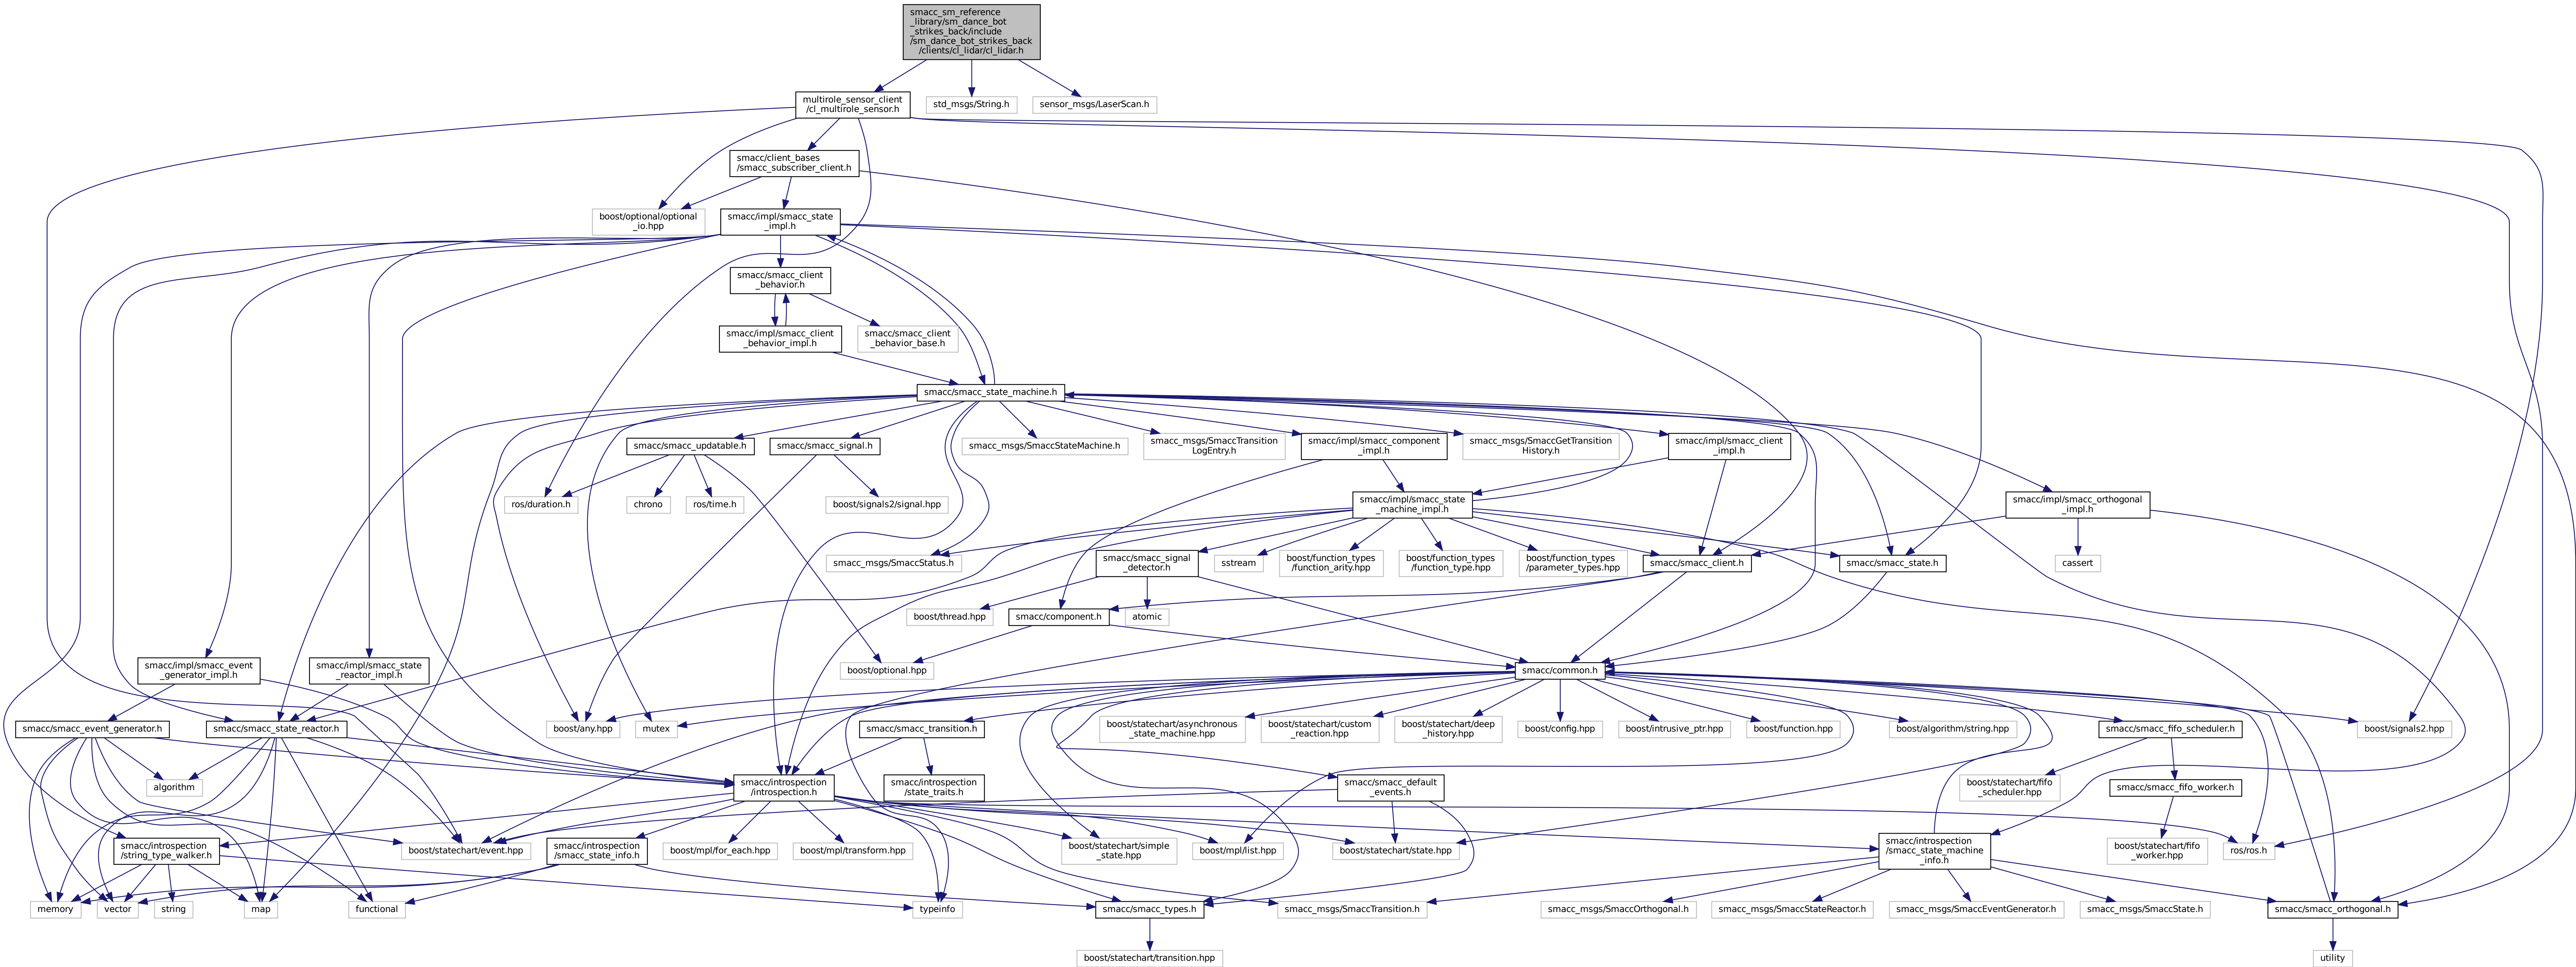 smacc_sm_reference
_library/sm_dance_bot
_strikes_back/include
/sm_dance_bot_strikes_back
/clients/cl_lidar/cl_lidar.h
multirole_sensor_client
/cl_multirole_sensor.h
std_msgs/String.h
sensor_msgs/LaserScan.h
smacc/client_bases
/smacc_subscriber_client.h
boost/optional/optional
_io.hpp
smacc/impl/smacc_state
_impl.h
smacc/smacc_client
_behavior.h
smacc/impl/smacc_client
_behavior_impl.h
smacc/smacc_client
_behavior_base.h
smacc/smacc_state_machine.h
smacc/smacc_updatable.h
smacc/smacc_signal.h
smacc_msgs/SmaccStateMachine.h
smacc_msgs/SmaccTransition
LogEntry.h
smacc/impl/smacc_component
_impl.h
smacc_msgs/SmaccGetTransition
History.h
smacc/impl/smacc_client
_impl.h
ros/duration.h
chrono
ros/time.h
boost/signals2/signal.hpp
smacc/impl/smacc_state
_machine_impl.h
smacc/impl/smacc_orthogonal
_impl.h
smacc_msgs/SmaccStatus.h
smacc/smacc_signal
_detector.h
sstream
boost/function_types
/function_arity.hpp
boost/function_types
/function_type.hpp
boost/function_types
/parameter_types.hpp
smacc/smacc_client.h
smacc/smacc_state.h
cassert
boost/thread.hpp
smacc/component.h
atomic
smacc/impl/smacc_event
_generator_impl.h
smacc/impl/smacc_state
_reactor_impl.h
boost/optional.hpp
smacc/common.h
smacc/smacc_event_generator.h
smacc/smacc_state_reactor.h
boost/any.hpp
mutex
smacc/smacc_transition.h
boost/statechart/asynchronous
_state_machine.hpp
boost/statechart/custom
_reaction.hpp
boost/statechart/deep
_history.hpp
boost/config.hpp
boost/intrusive_ptr.hpp
boost/function.hpp
boost/algorithm/string.hpp
smacc/smacc_fifo_scheduler.h
boost/signals2.hpp
algorithm
smacc/introspection
/introspection.h
smacc/introspection
/state_traits.h
smacc/smacc_default
_events.h
boost/statechart/fifo
_scheduler.hpp
smacc/smacc_fifo_worker.h
smacc/introspection
/string_type_walker.h
boost/statechart/event.hpp
smacc/introspection
/smacc_state_info.h
boost/mpl/for_each.hpp
boost/mpl/transform.hpp
boost/statechart/simple
_state.hpp
boost/mpl/list.hpp
boost/statechart/state.hpp
smacc/introspection
/smacc_state_machine
_info.h
boost/statechart/fifo
_worker.hpp
ros/ros.h
memory
vector
string
map
functional
typeinfo
smacc/smacc_types.h
smacc_msgs/SmaccTransition.h
smacc_msgs/SmaccOrthogonal.h
smacc_msgs/SmaccStateReactor.h
smacc_msgs/SmaccEventGenerator.h
smacc_msgs/SmaccState.h
smacc/smacc_orthogonal.h
boost/statechart/transition.hpp
utility